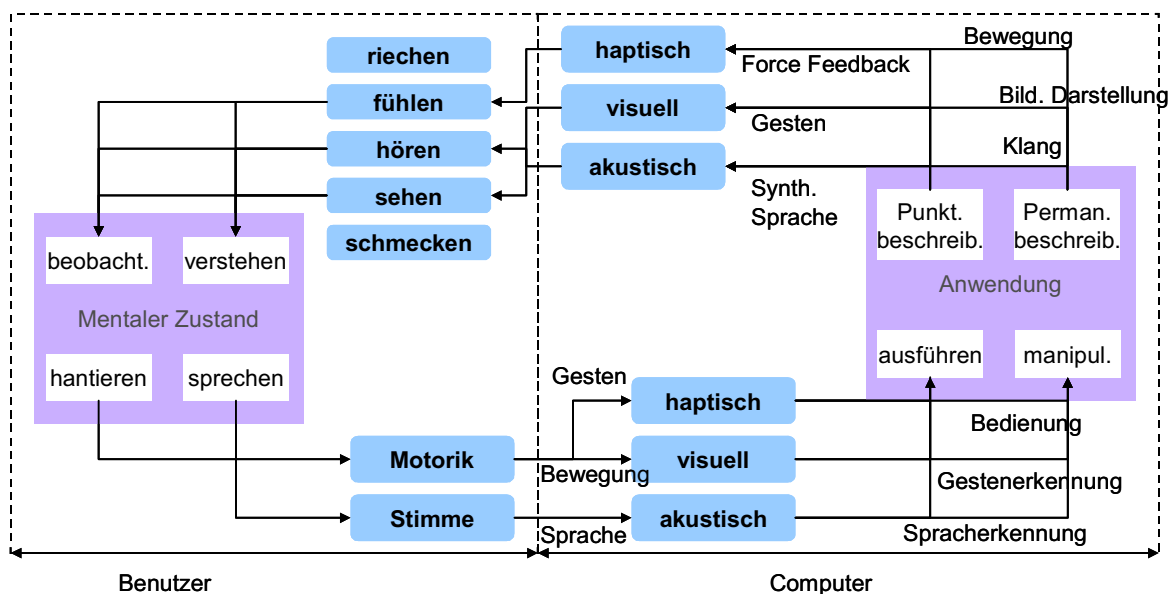 riechen
fühlen
hören
sehen
schmecken
haptisch
visuell
akustisch
Bewegung
Force Feedback
Bild. Darstellung
Gesten
Klang
Synth.
Sprache
beobacht.
verstehen
Mentaler Zustand
hantieren
sprechen
Punkt.
beschreib.
Perman.
beschreib.
Anwendung
ausführen
manipul.
Motorik
Stimme
Gesten
Bewegung
Sprache
haptisch
visuell
akustisch
Bedienung
Gestenerkennung
Spracherkennung
Benutzer
Computer